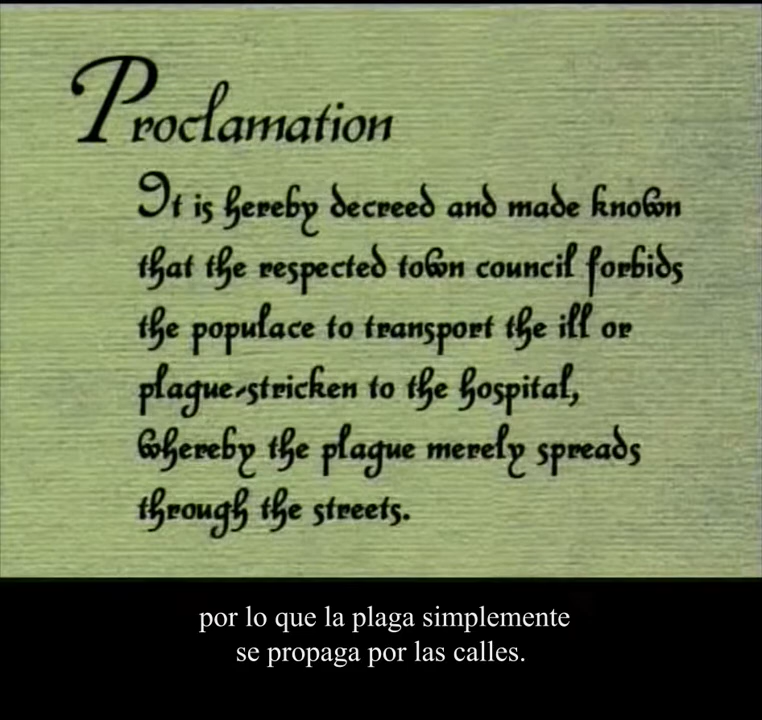 Proclamation
It is hereby decreed and made known
that the respected town council forbids
the populace to transport the ill or
plague-stricken to the hospital,
whereby the plague merely spreads
through the streets.
por lo que la plaga simplemente
se propaga por las calles.